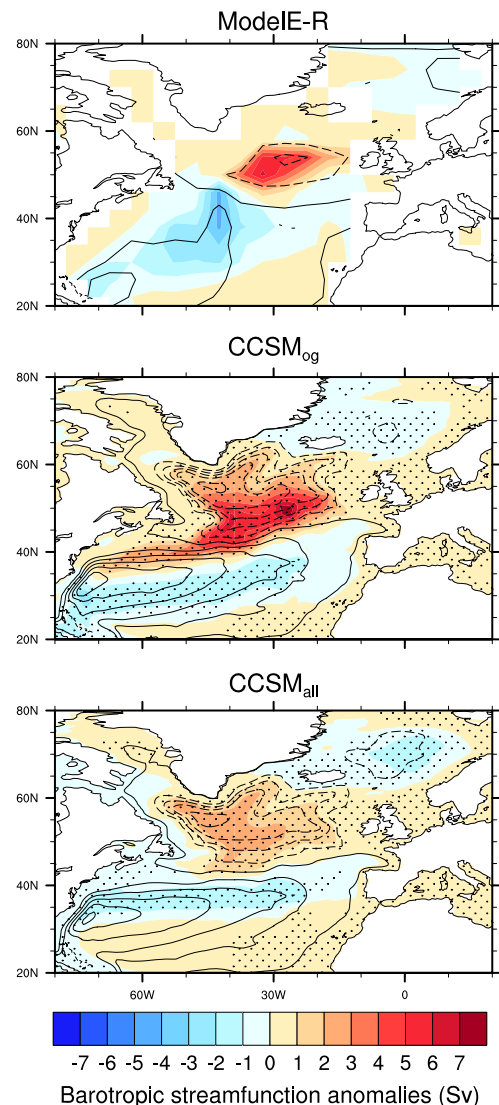 ModelE-R
80N
60N
40N
20N
CCSMog
80N
60N
40N
20N
CCSMall
80N
60N
40N
20N
60W 30W 0
-7 -6 -5 -4 -3 -2 -1 0 1 2 3 4 5 6 7
Barotropic streamfunction anomalies (Sv)